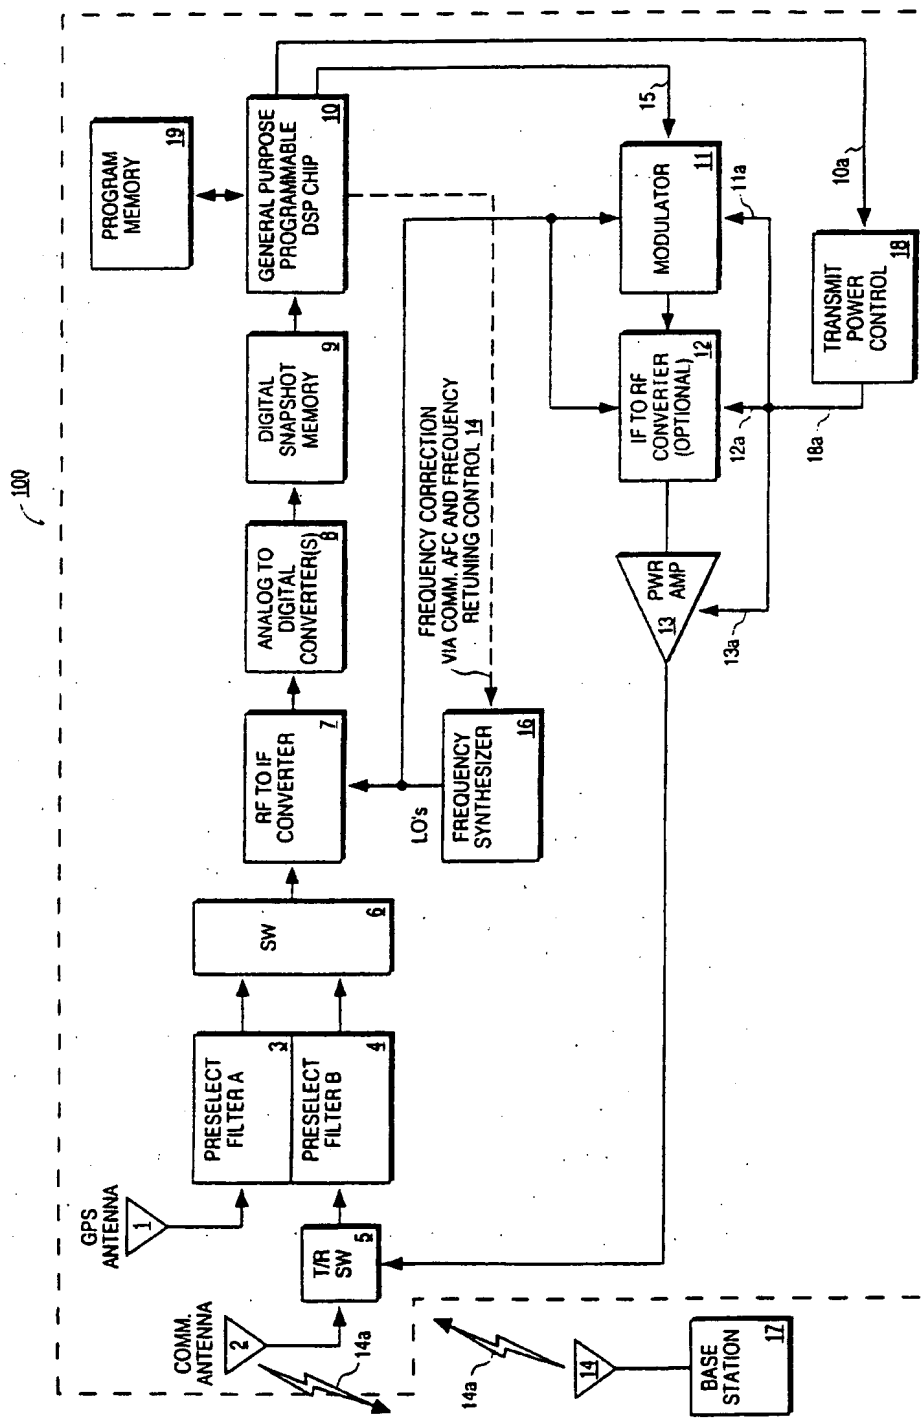 100
GPS
ANTENNA
1
COMM.
ANTENNA
2
14a
T/R
SW
5
PRESELECT
FILTER A
3
PRESELECT
FILTER B
4
SW
6
RF TO IF
CONVERTER
7
ANALOG TO
DIGITAL
CONVERTER(S)
8
DIGITAL
SNAPSHOT
MEMORY
9
GENERAL PURPOSE
PROGRAMMABLE
DSP CHIP
10
PROGRAM
MEMORY
19
LO's
FREQUENCY
SYNTHESIZER
16
FREQUENCY CORRECTION
VIA COMM. AFC AND FREQUENCY
RETUNING CONTROL 14
15
MODULATOR
11
11a
10a
IF TO RF
CONVERTER
(OPTIONAL)
12
12a
18a
TRANSMIT
POWER
CONTROL
18
PWR
AMP
13
13a
14a
14
BASE
STATION
17